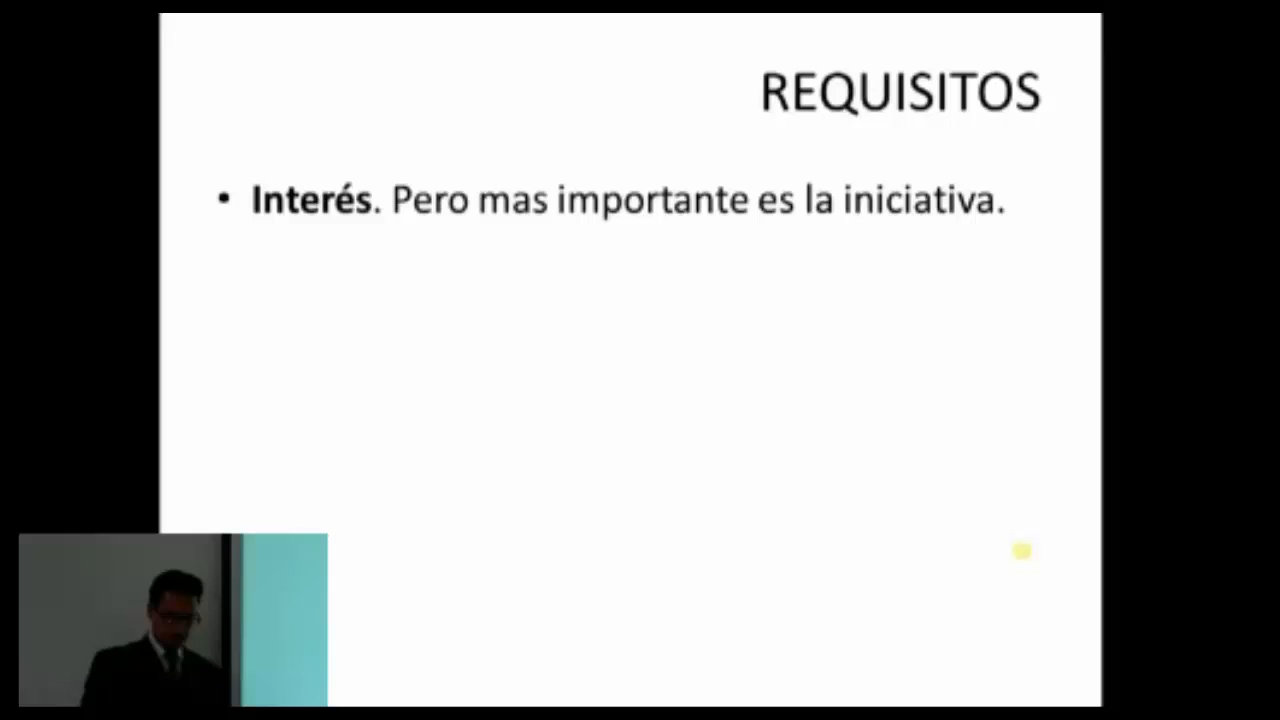 REQUISITOS
• Interés. Pero mas importante es la iniciativa.